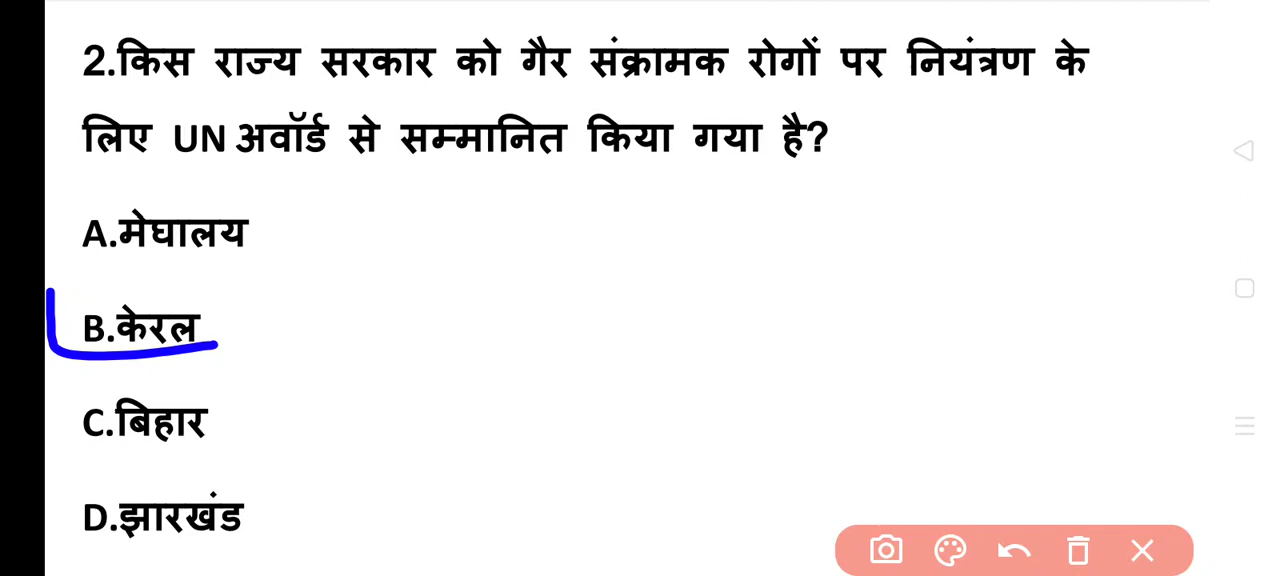 2.किस राज्य सरकार को गैर संक्रामक रोगों पर नियंत्रण के
लिए UN अवॉर्ड से सम्मानित किया गया है?
A.मेघालय
B.केरल
C.बिहार
D.झारखंड